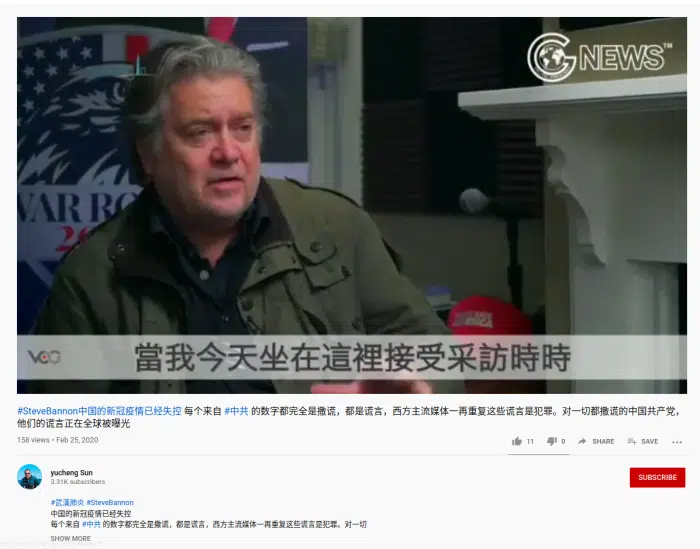 GNEWS™
WAR RO
26
VOG
當我今天坐在這裡接受采訪時時
#SteveBannon中国的新冠疫情已经失控 每个来自 #中共 的数字都完全是撒谎，都是谎言，西方主流媒体一再重复这些谎言是犯罪。对一切都撒谎的中国共产党，
他们的谎言正在全球被曝光
158 views • Feb 25, 2020
11 0 SHARE SAVE ...
yucheng Sun
3.31K subscribers
SUBSCRIBE
#武漢肺炎 #SteveBannon
中国的新冠疫情已经失控
每个来自 #中共 的数字都完全是撒谎，都是谎言，西方主流媒体一再重复这些谎言是犯罪。对一切
SHOW MORE